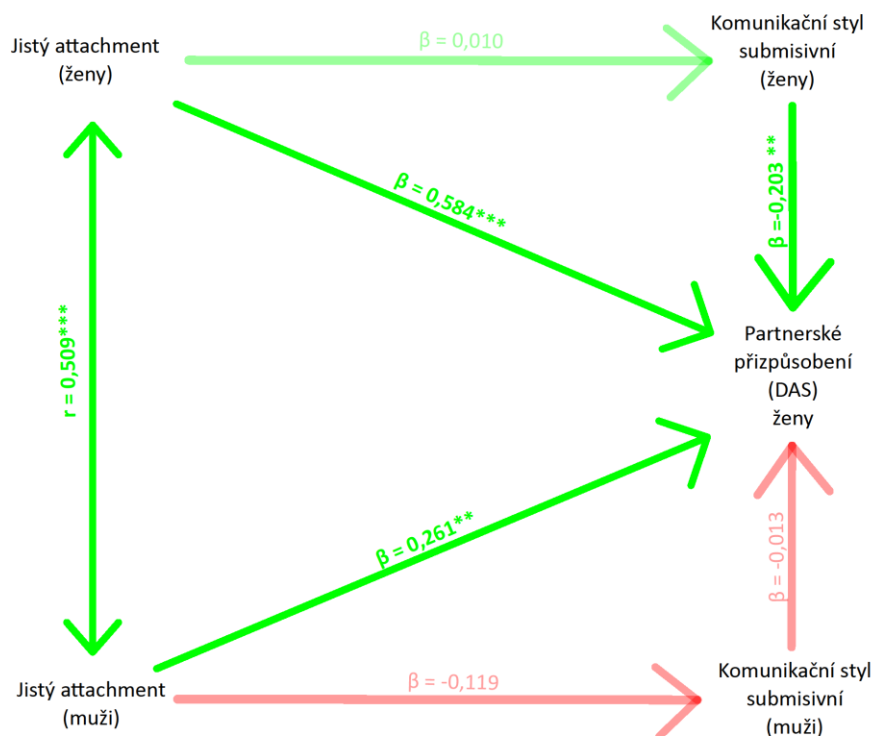 Jistý attachment
(ženy)
β = 0,010
Komunikační styl
submisivní
(ženy)
β = 0,584***
β =-0,203 **
r = 0,509***
Partnerské
přizpůsobení
(DAS)
ženy
β = 0,261**
β = -0,013
Jistý attachment
(muži)
β = -0,119
Komunikační styl
submisivní
(muži)